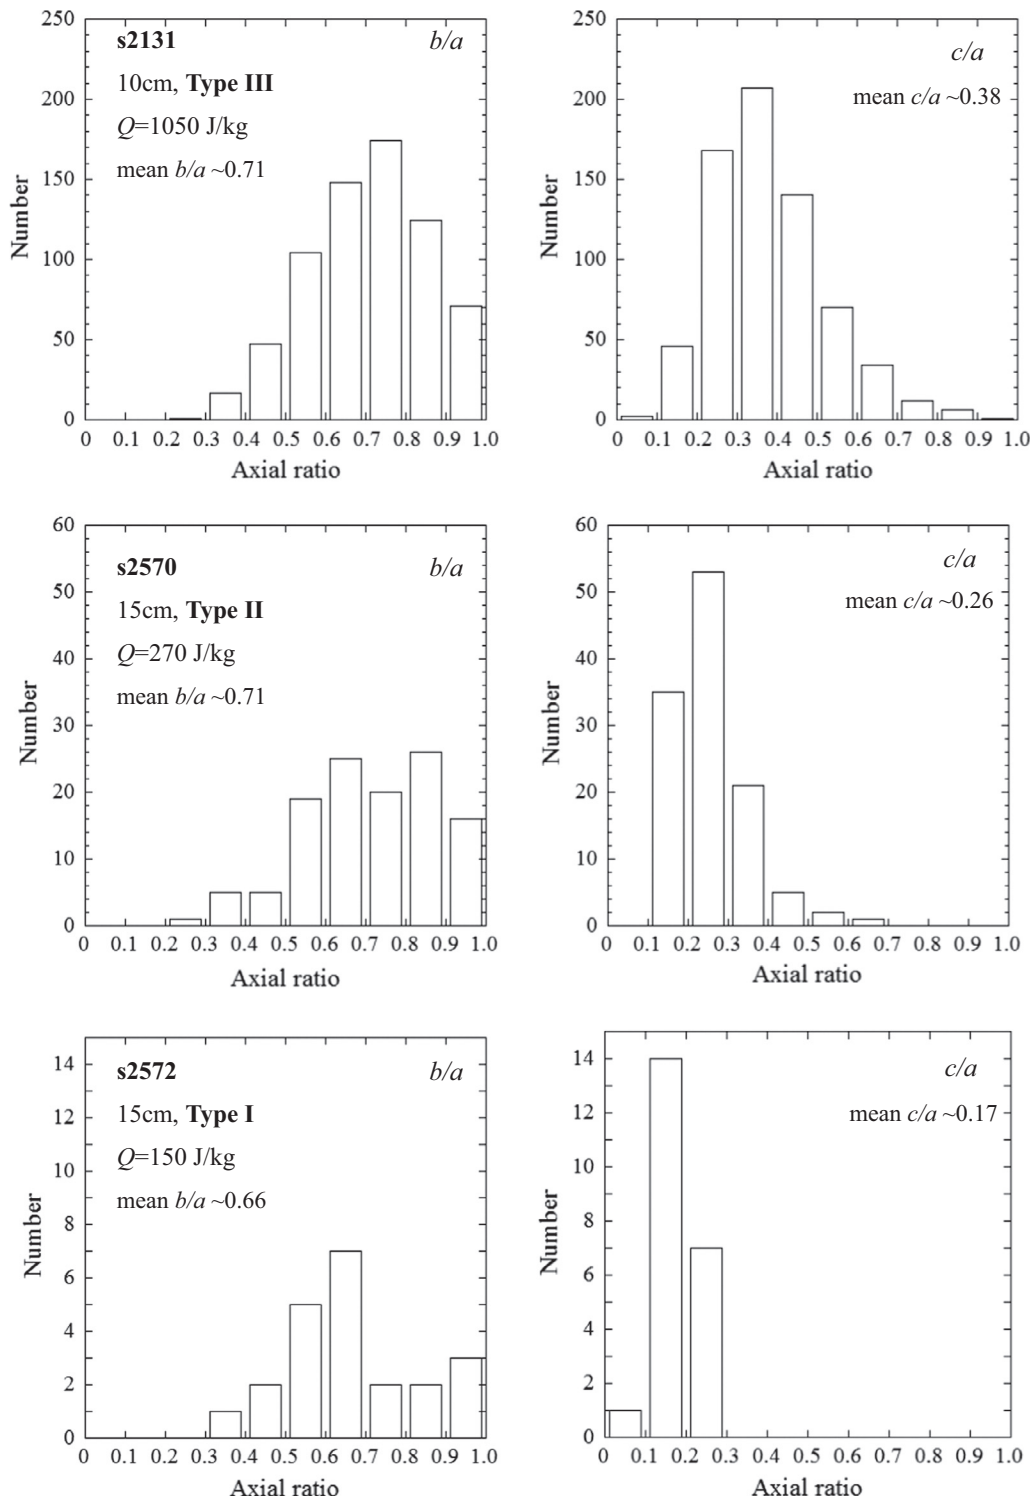 250
200
150
100
50
0
Number
s2131
b/a
10cm, Type III
Q=1050 J/kg
mean b/a ~0.71
0 0.1 0.2 0.3 0.4 0.5 0.6 0.7 0.8 0.9 1.0
Axial ratio
250
200
150
100
50
0
Number
c/a
mean c/a ~0.38
0 0.1 0.2 0.3 0.4 0.5 0.6 0.7 0.8 0.9 1.0
Axial ratio
60
50
40
30
20
10
0
Number
s2570
b/a
15cm, Type II
Q=270 J/kg
mean b/a ~0.71
0 0.1 0.2 0.3 0.4 0.5 0.6 0.7 0.8 0.9 1.0
Axial ratio
60
50
40
30
20
10
0
Number
c/a
mean c/a ~0.26
0 0.1 0.2 0.3 0.4 0.5 0.6 0.7 0.8 0.9 1.0
Axial ratio
14
12
10
8
6
4
2
0
Number
s2572
b/a
15cm, Type I
Q=150 J/kg
mean b/a ~0.66
0 0.1 0.2 0.3 0.4 0.5 0.6 0.7 0.8 0.9 1.0
Axial ratio
14
12
10
8
6
4
2
0
Number
c/a
mean c/a ~0.17
0 0.1 0.2 0.3 0.4 0.5 0.6 0.7 0.8 0.9 1.0
Axial ratio